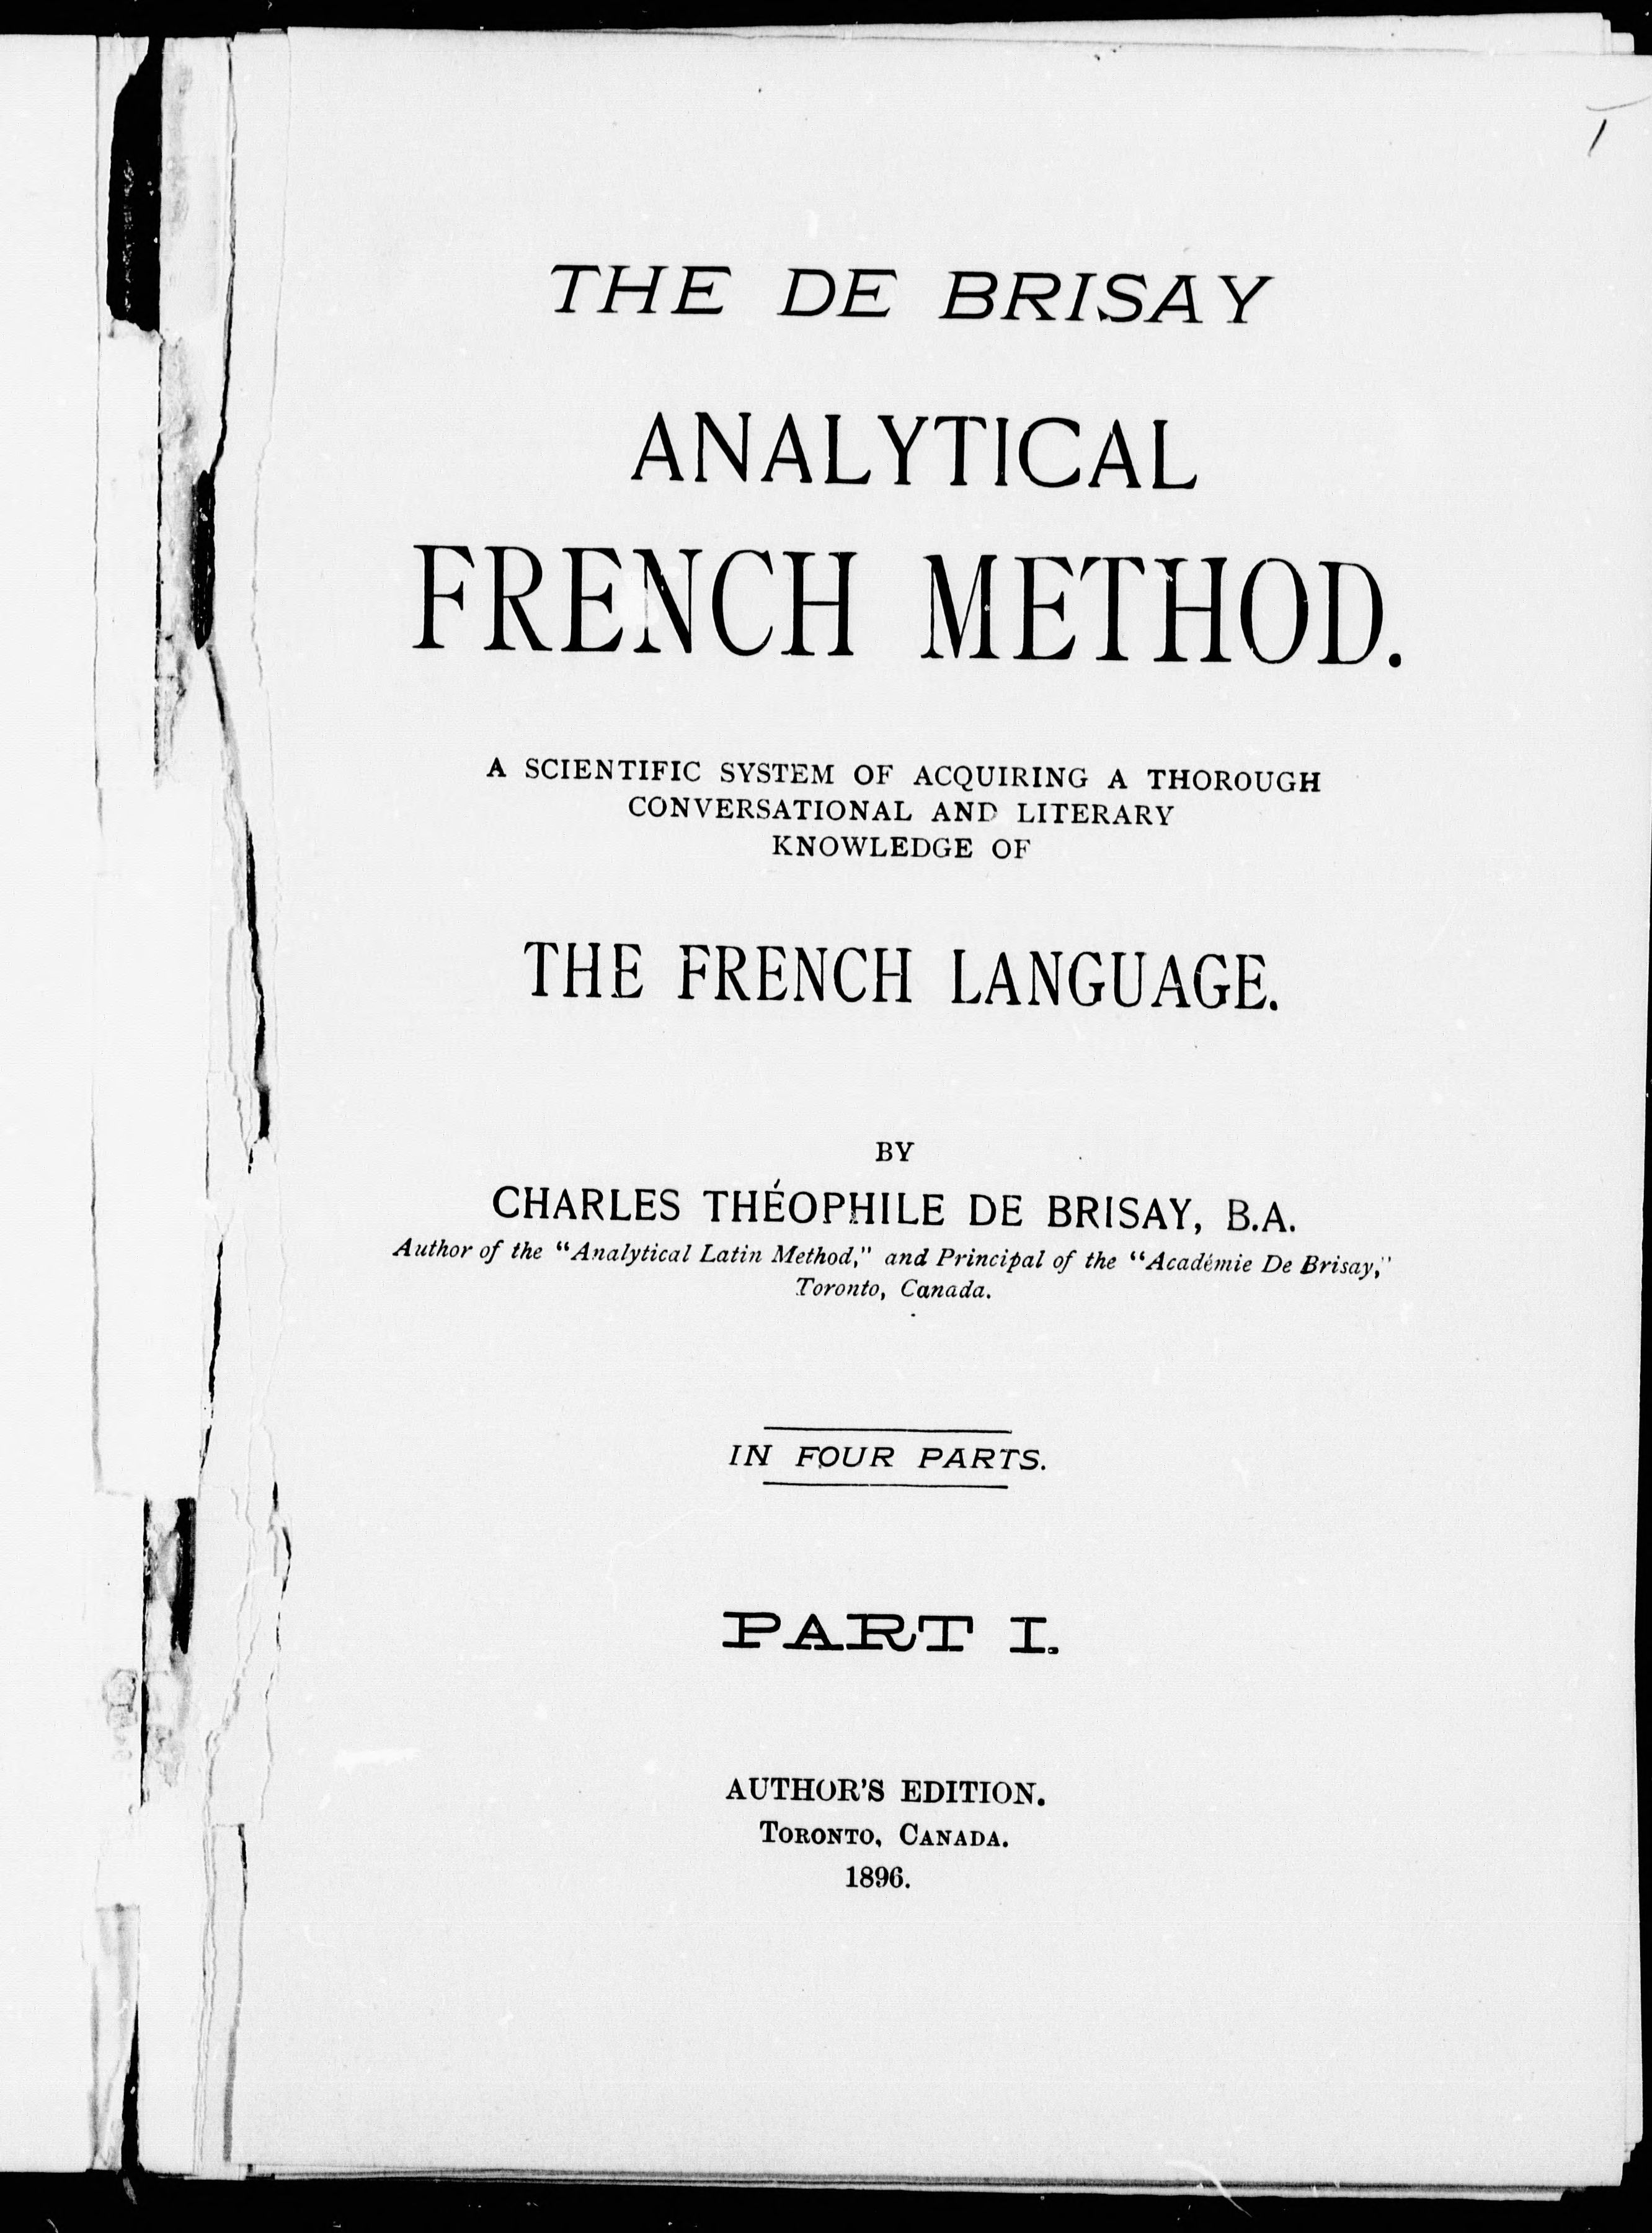 THE DE BRISAY
ANALYTICAL
FRENCH METHOD.
A SCIENTIFIC SYSTEM OF ACQUIRING A THOROUGH
CONVERSATIONAL AND LITERARY
KNOWLEDGE OF
THE FRENCH LANGUAGE.
BY
CHARLES THÉOPHILE DE BRISAY, B.A.
Author of the "Analytical Latin Method," and Principal of the "Académie De Brisay,"
Toronto, Canada.
IN FOUR PARTS.
PART I.
AUTHOR'S EDITION.
TORONTO, CANADA.
1896.